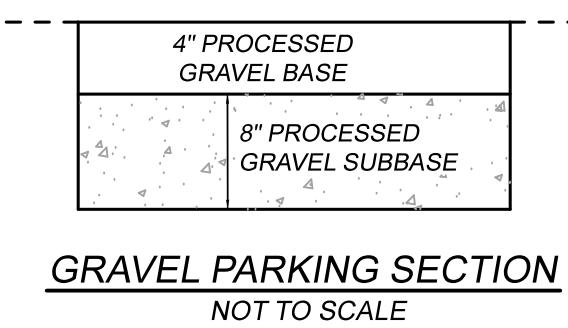 4" PROCESSED
GRAVEL BASE
8" PROCESSED
GRAVEL SUBBASE
GRAVEL PARKING SECTION
NOT TO SCALE